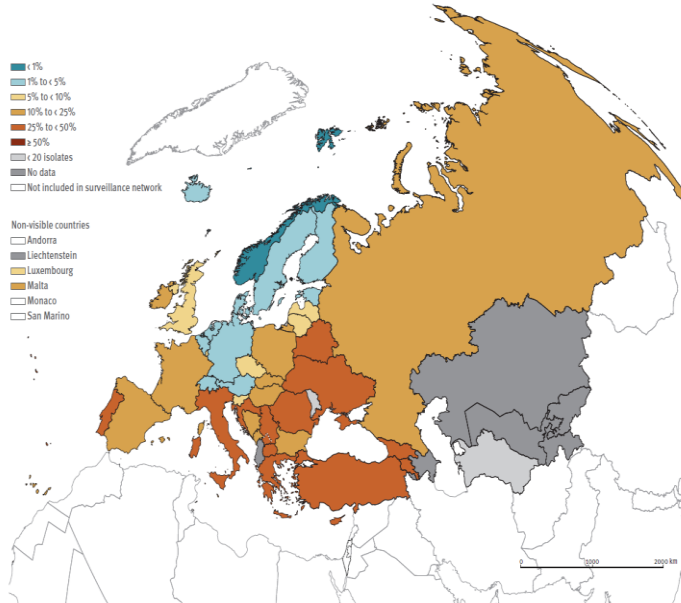 < 1%
1% to < 5%
5% to < 10%
10% to < 25%
25% to < 50%
≥ 50%
< 20 isolates
No data
Not included in surveillance network
Non-visible countries
Andorra
Liechtenstein
Luxembourg
Malta
Monaco
San Marino
0 1000 2000 km